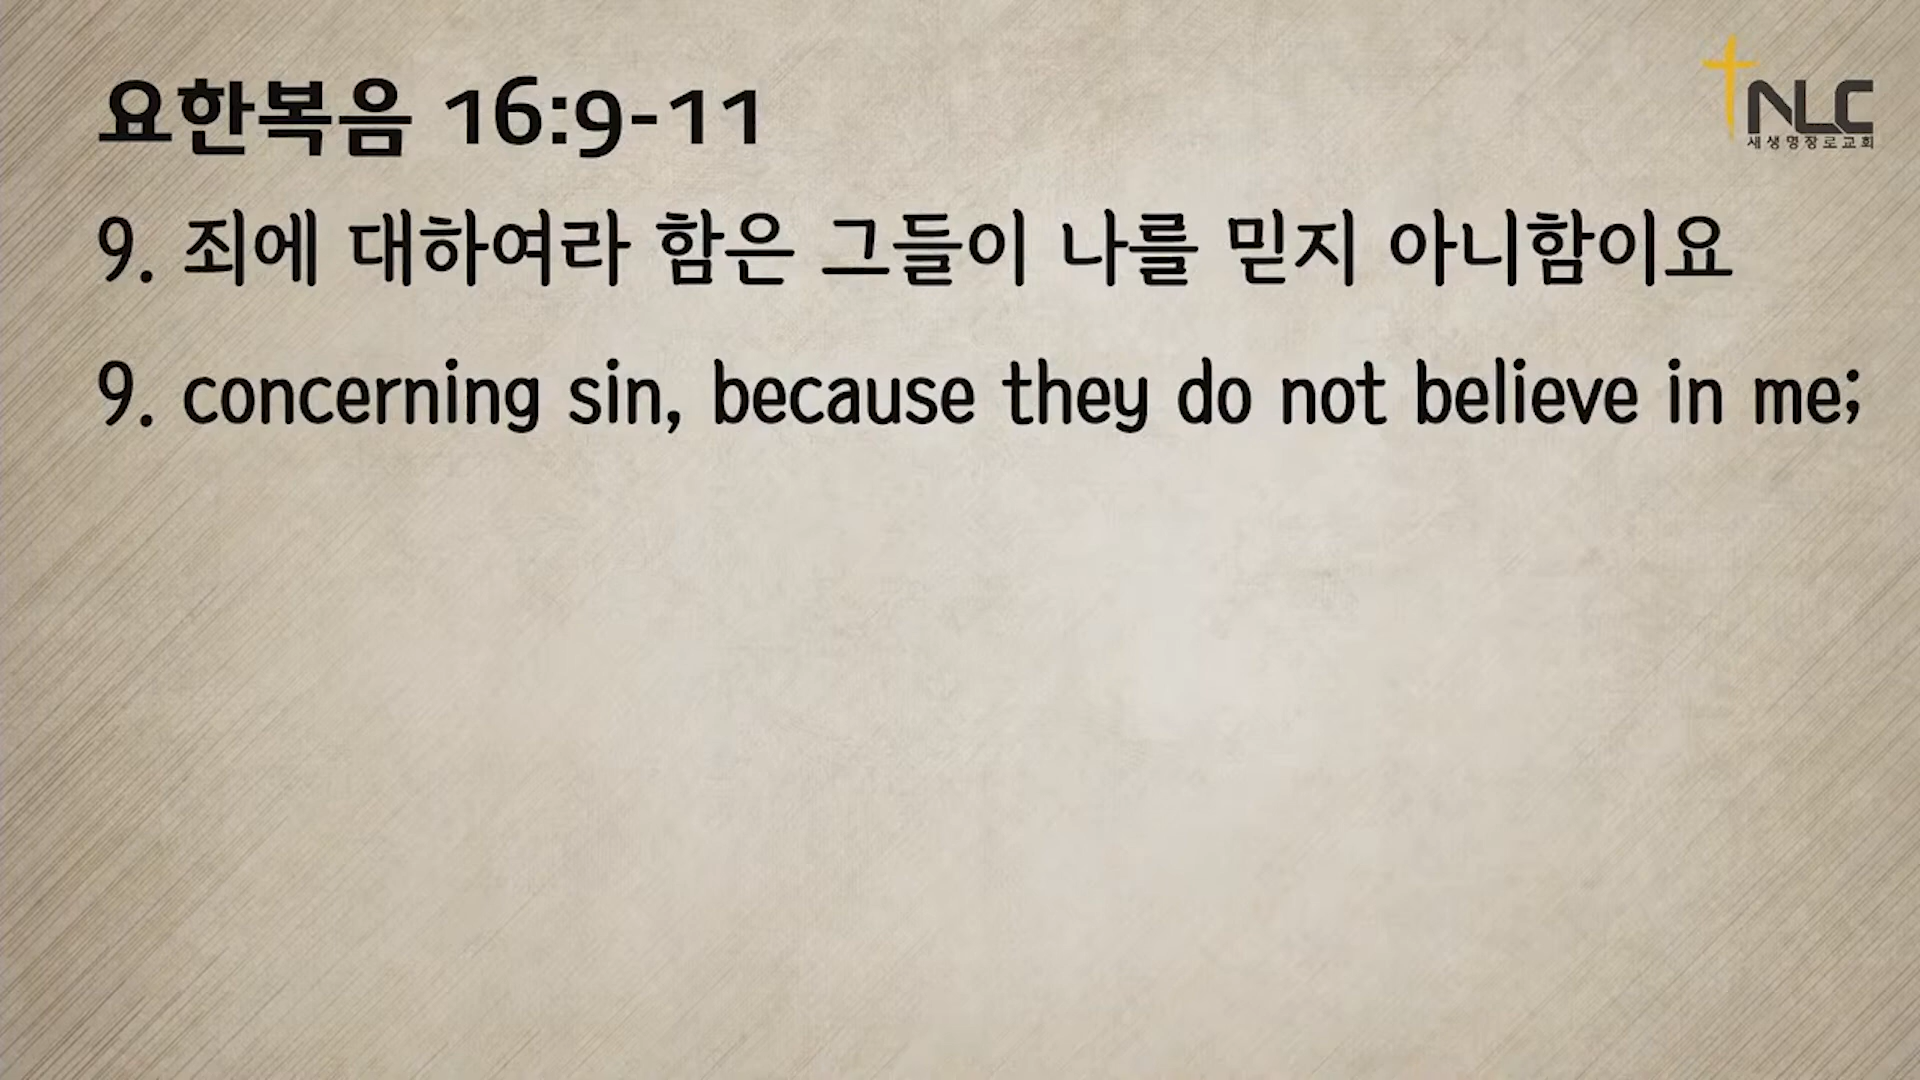 요한복음 16:9-11
NLC
새생명장로교회
9. 죄에 대하여라 함은 그들이 나를 믿지 아니함이요
9. concerning sin, because they do not believe in me;